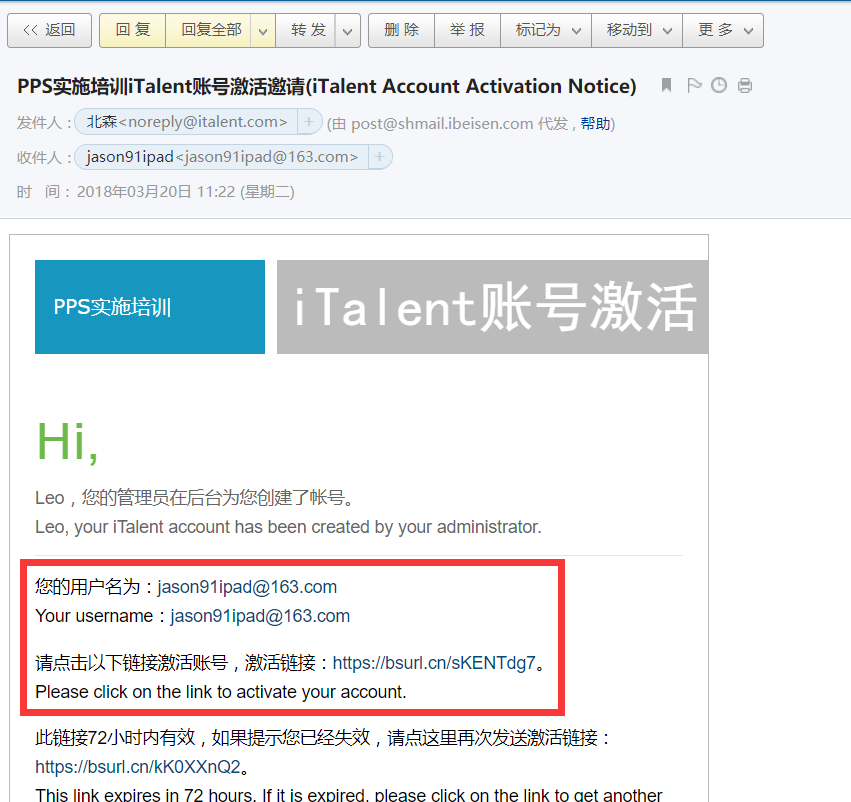 << 返回 回 复 回复全部 转 发 删 除 举 报 标记为 移动到 更 多
PPS实施培训iTalent账号激活邀请(iTalent Account Activation Notice)
发件人：北森<noreply@italent.com> + (由 post@shmail.ibeisen.com 代发 , 帮助)
收件人：jason91ipad<jason91ipad@163.com> +
时 间：2018年03月20日 11:22 (星期二)
PPS实施培训
iTalent账号激活
Hi,
Leo，您的管理员在后台为您创建了帐号。
Leo, your iTalent account has been created by your administrator.
您的用户名为：jason91ipad@163.com
Your username：jason91ipad@163.com
请点击以下链接激活账号，激活链接：https://bsurl.cn/sKENTdg7。
Please click on the link to activate your account.
此链接72小时内有效，如果提示您已经失效，请点这里再次发送激活链接：
https://bsurl.cn/kK0XXnQ2。
This link expires in 72 hours. If it is expired, please click on the link to get another